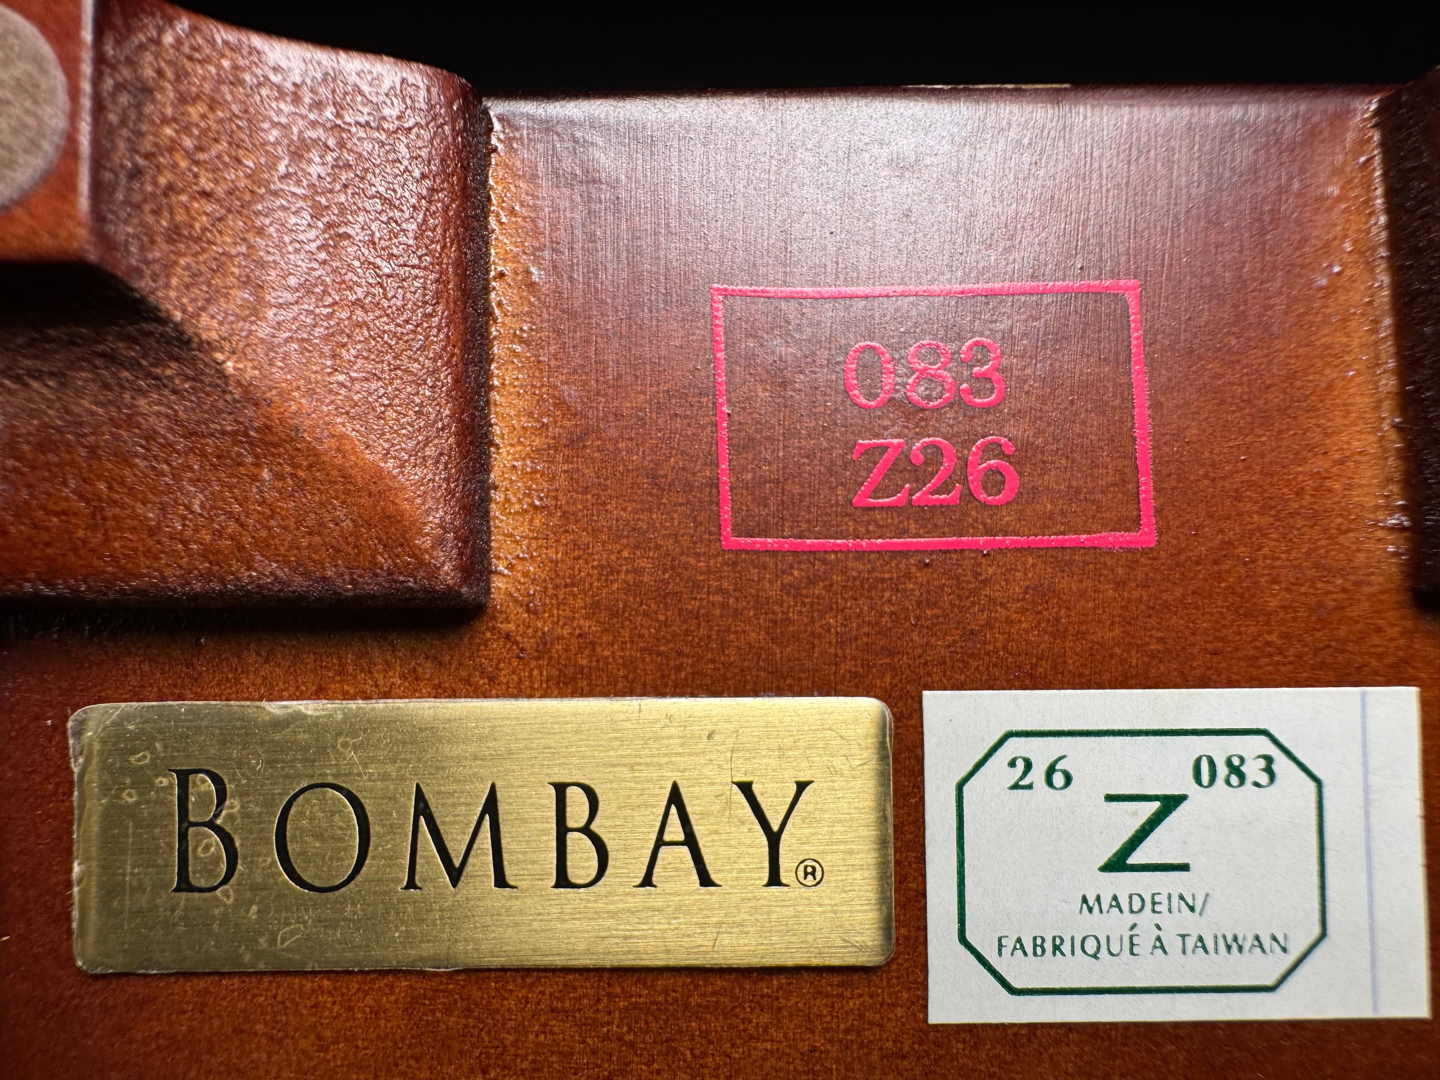 083
Z26
BOMBAY®
26 083
Z
MADEIN/
FABRIQUÉ À TAIWAN